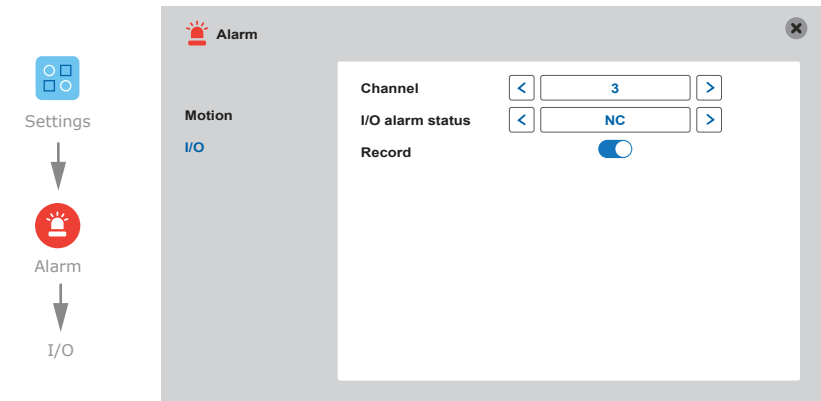 Settings
Alarm
I/O
Alarm
Motion
I/O
Channel < 3 >
I/O alarm status < NC >
Record